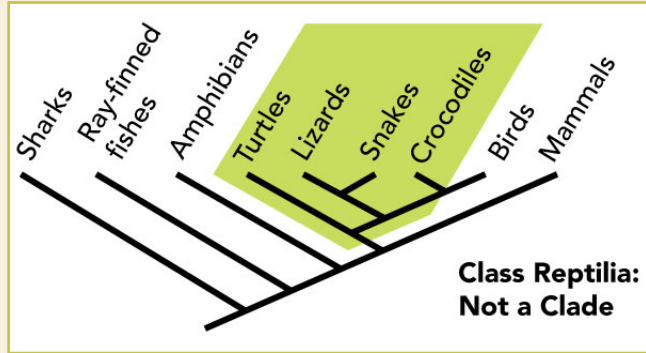 Sharks
Ray-finned
fishes
Amphibians
Turtles
Lizards
Snakes
Crocodiles
Birds
Mammals
Class Reptilia:
Not a Clade